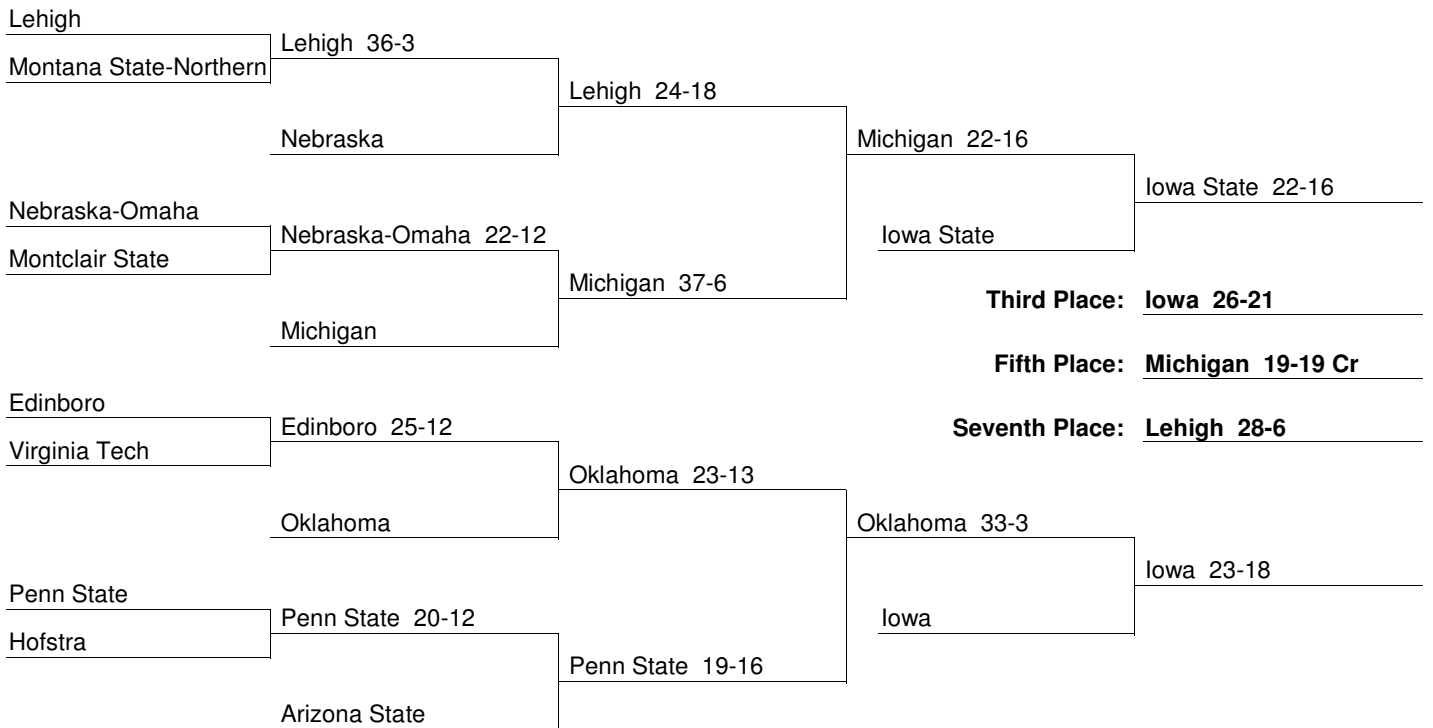 Lehigh
Lehigh 36-3
Montana State-Northern
Lehigh 24-18
Nebraska
Michigan 22-16
Iowa State 22-16
Nebraska-Omaha
Nebraska-Omaha 22-12
Iowa State
Montclair State
Michigan 37-6
Third Place: Iowa 26-21
Michigan
Fifth Place: Michigan 19-19 Cr
Edinboro
Edinboro 25-12
Seventh Place: Lehigh 28-6
Virginia Tech
Oklahoma 23-13
Oklahoma
Oklahoma 33-3
Iowa 23-18
Penn State
Penn State 20-12
Iowa
Hofstra
Penn State 19-16
Arizona State